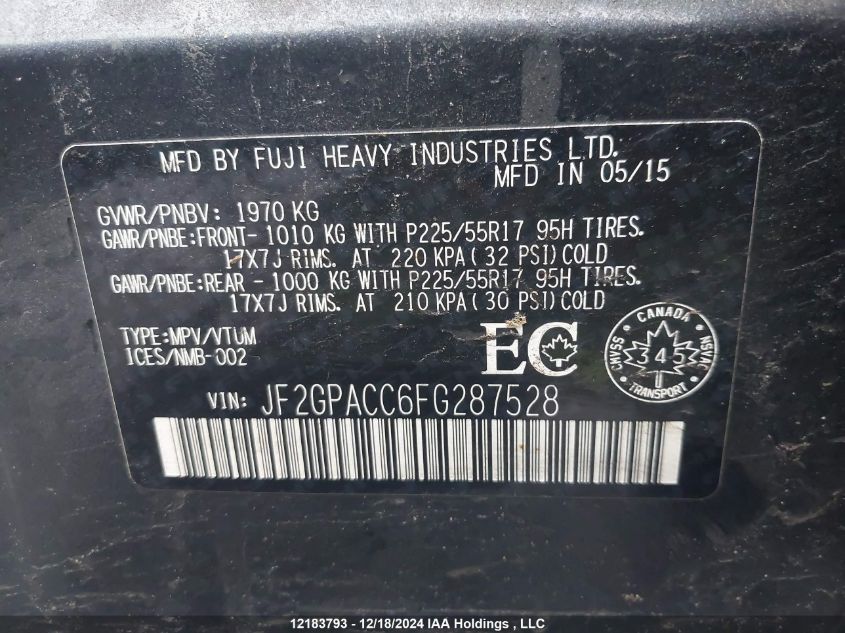 MFD BY FUJI HEAVY INDUSTRIES LTD.
MFD IN 05/15
GVWR/PNBV: 1970 KG
GAWR/PNBE:FRONT- 1010 KG WITH P225/55R17 95H TIRES.
17X7J RIMS. AT 220 KPA(32 PSI)COLD
GAWR/PNBE:REAR - 1000 KG WITH P225/55R17 95H TIRES.
17X7J RIMS. AT 210 KPA(30 PSI)COLD
TYPE:MPV/VTUM
ICES/NMB-002
EC
CANADA
CMVSS
345
NSVAC
TRANSPORT
VIN: JF2GPACC6FG287528
12183793 - 12/18/2024 IAA Holdings , LLC